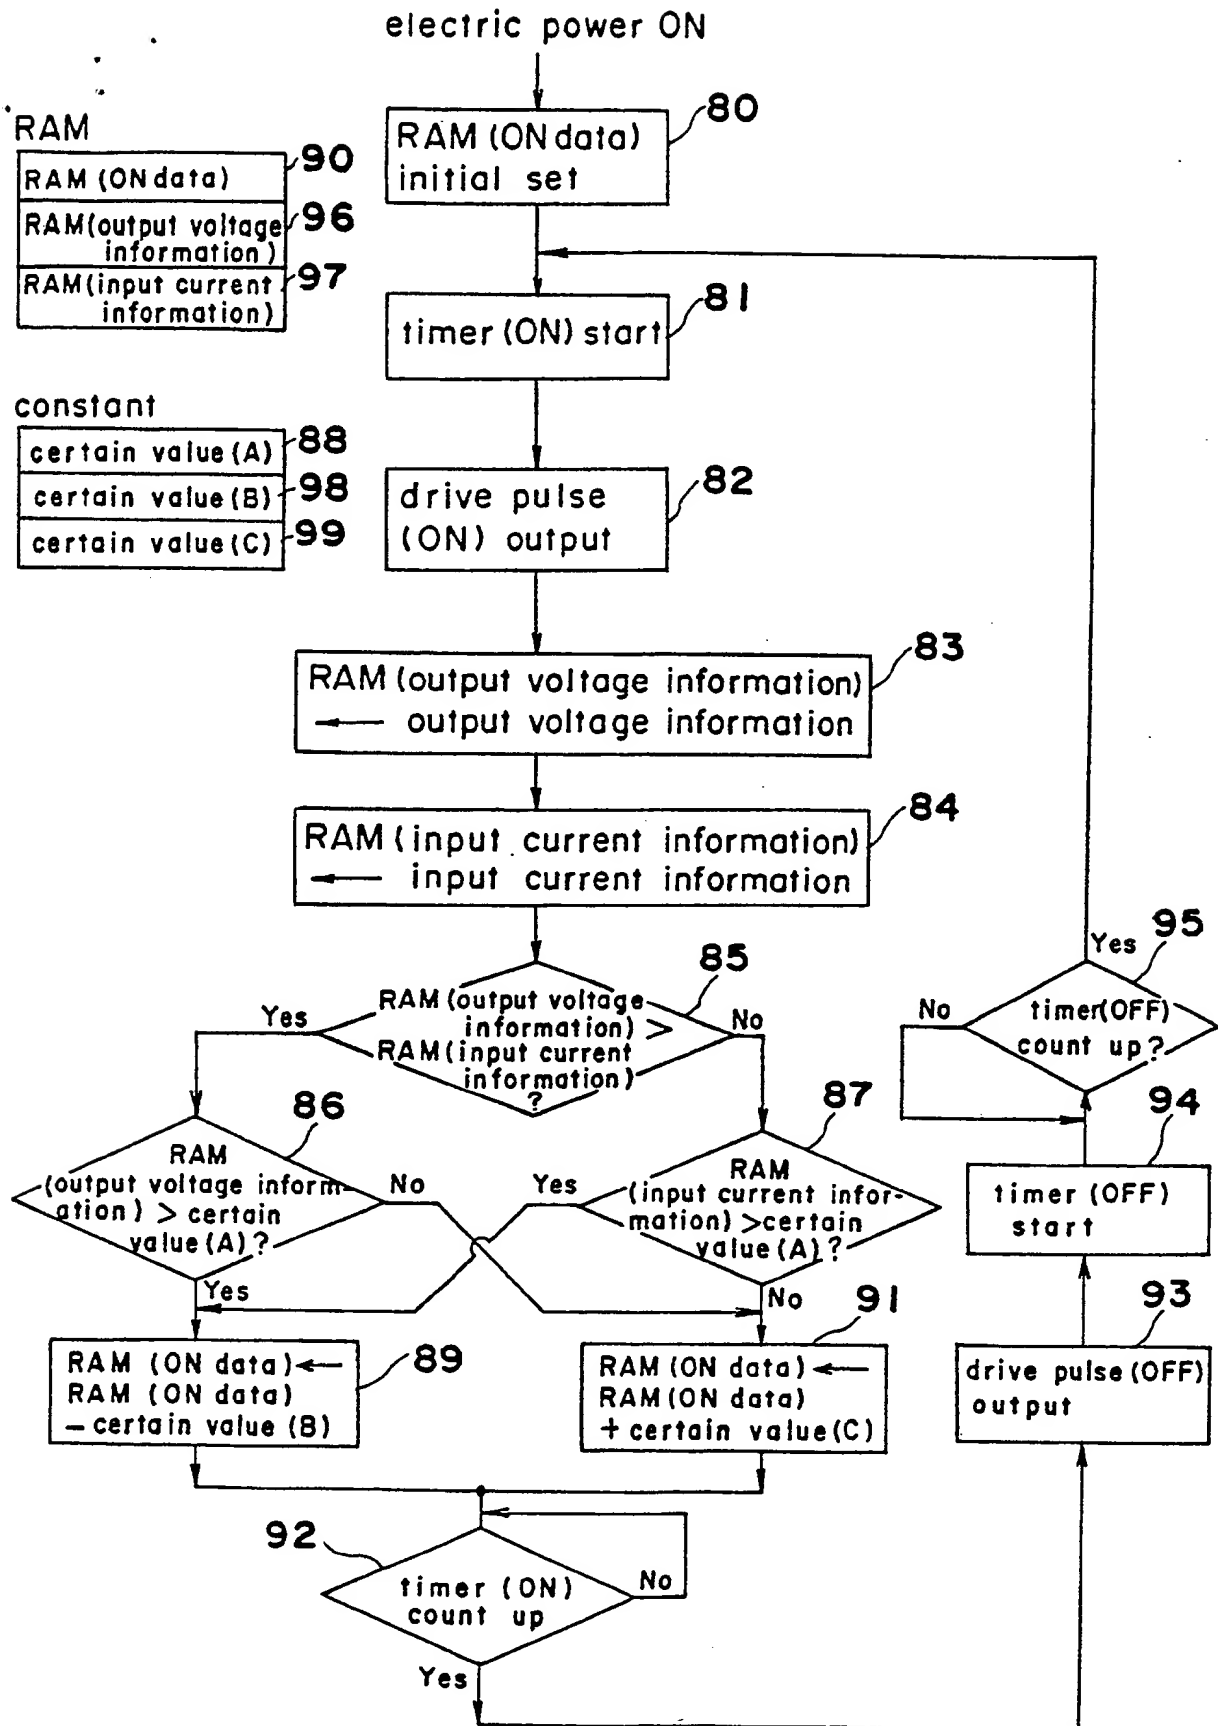 electric power ON
80
RAM (ON data)
initial set
RAM
90
RAM (ON data)
RAM (output voltage
information)
96
RAM (input current
information)
97
81
timer (ON) start
constant
certain value (A)
88
certain value (B)
98
certain value (C)
99
82
drive pulse
(ON) output
83
RAM (output voltage information)
← output voltage information
84
RAM (input current information)
← input current information
85
RAM (output voltage
information) >
RAM (input current
information)
?
Yes
No
95
Yes
timer (OFF)
count up?
No
86
RAM
(output voltage inform-
ation) > certain
value (A)?
No
Yes
87
RAM
(input current infor-
mation) > certain
value (A)?
Yes
No
94
timer (OFF)
start
89
RAM (ON data) ←
RAM (ON data)
− certain value (B)
91
RAM (ON data) ←
RAM (ON data)
+ certain value (C)
93
drive pulse (OFF)
output
92
timer (ON)
count up
No
Yes